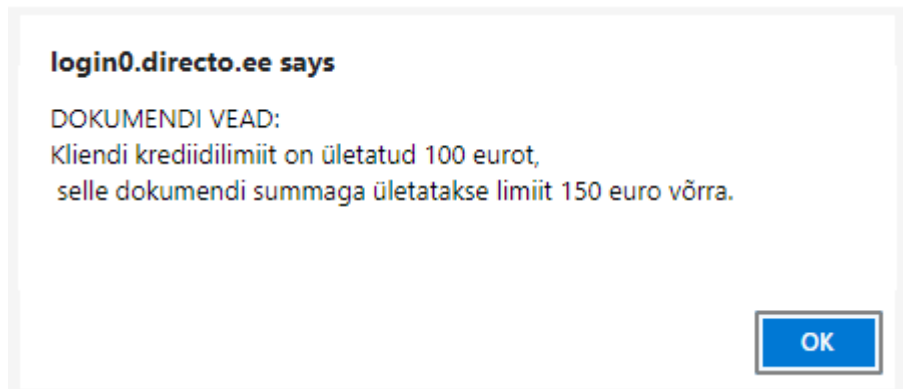 login0.directo.ee says
DOKUMENDI VEAD:
Kliendi krediidilimiit on ületatud 100 eurot,
selle dokumendi summaga ületatakse limiit 150 euro võrra.
OK